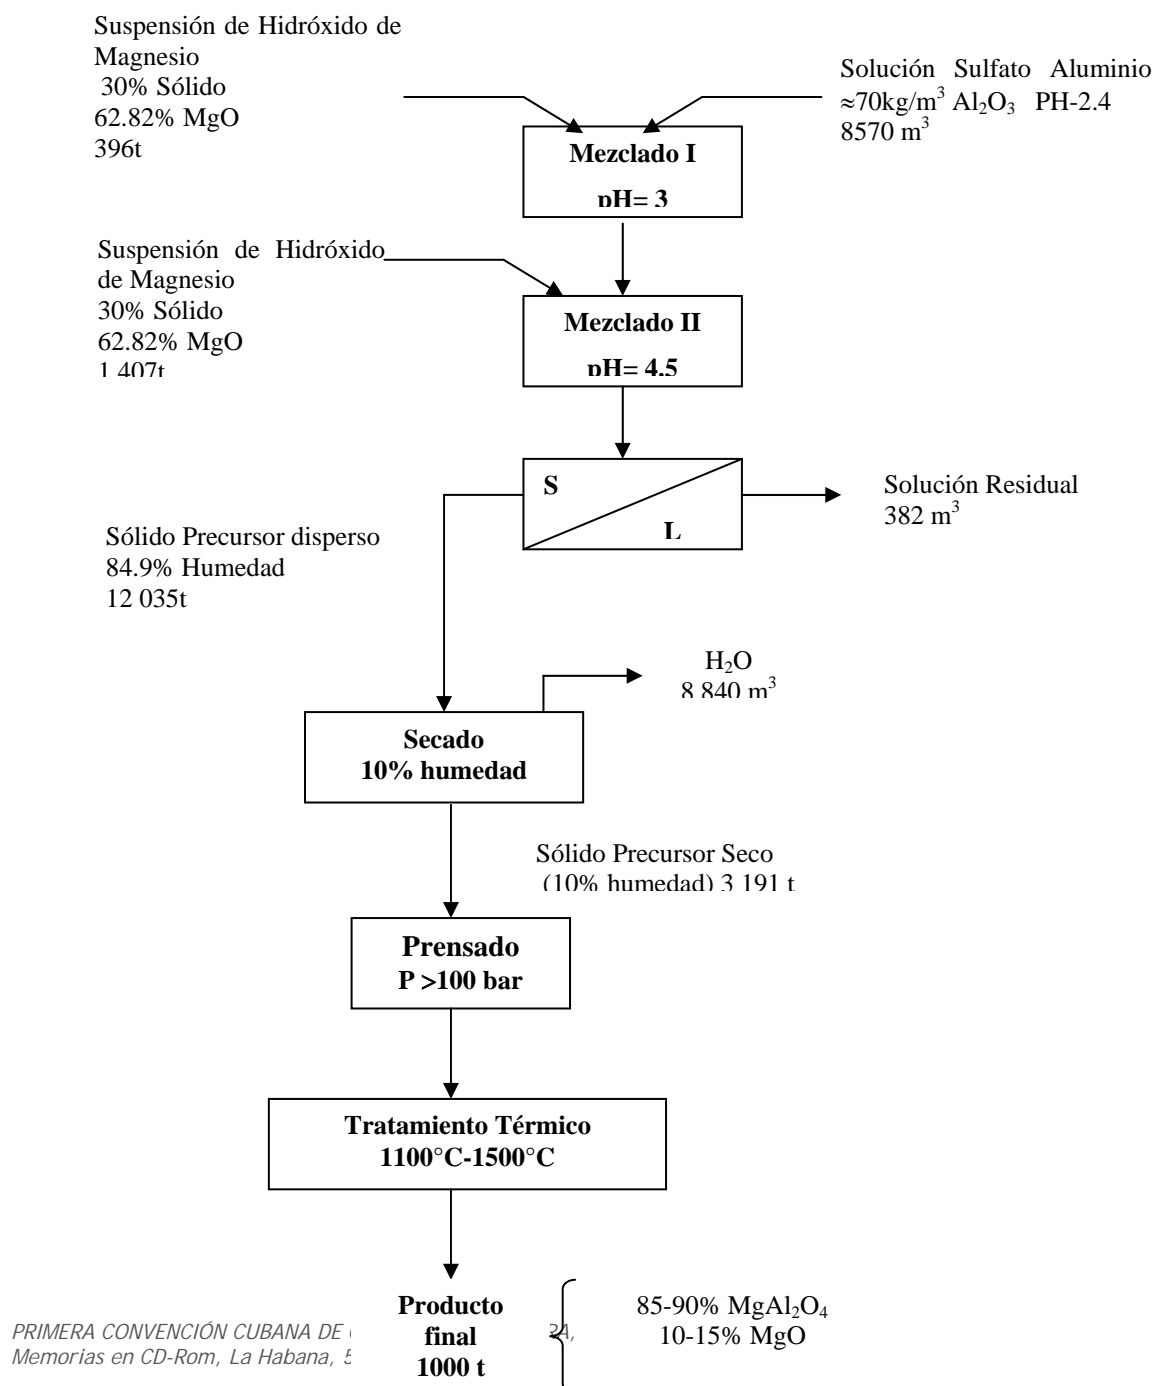 Suspensión de Hidróxido de
Magnesio
30% Sólido
62.82% MgO
396t
Solución Sulfato Aluminio
≈70kg/m³ Al₂O₃ PH-2.4
8570 m³
Mezclado I
pH= 3
Suspensión de Hidróxido
de Magnesio
30% Sólido
62.82% MgO
1 407t
Mezclado II
pH= 4.5
S
L
Solución Residual
382 m³
Sólido Precursor disperso
84.9% Humedad
12 035t
H₂O
8 840 m³
Secado
10% humedad
Sólido Precursor Seco
(10% humedad) 3 191 t
Prensado
P >100 bar
Tratamiento Térmico
1100°C-1500°C
Producto
final
1000 t
85-90% MgAl₂O₄
10-15% MgO
PRIMERA CONVENCIÓN CUBANA DE
Memorias en CD-Rom, La Habana,